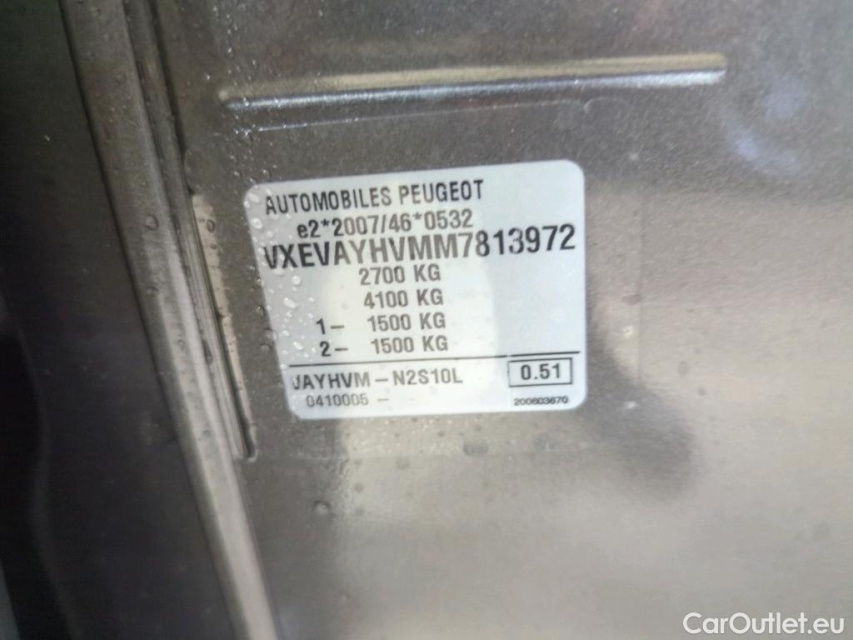 AUTOMOBILES PEUGEOT
e2*2007/46*0532
VXEVAYHVMM7813972
2700 KG
4100 KG
1- 1500 KG
2- 1500 KG
VAYHVM - N2S10L 0.51
0410005 - 200603670
CarOutlet.eu